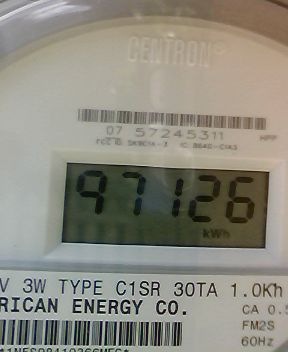 CENTRON®
07 57245311 HPP
97126
kWh
V 3W TYPE C1SR 30TA 1.0Kh
RICAN ENERGY CO.
CA 0.5
FM2S
60Hz